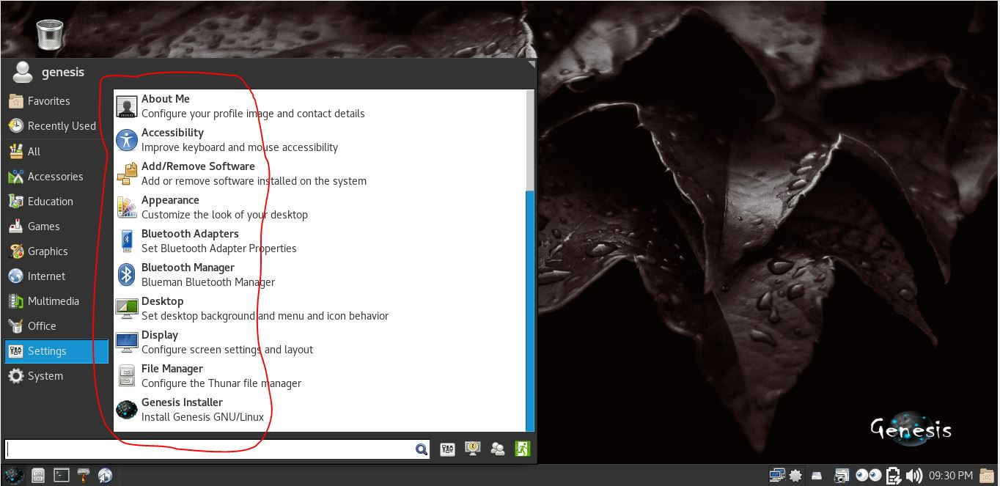 genesis
Favorites
Recently Used
All
Accessories
Education
Games
Graphics
Internet
Multimedia
Office
Settings
System
About Me
Configure your profile image and contact details
Accessibility
Improve keyboard and mouse accessibility
Add/Remove Software
Add or remove software installed on the system
Appearance
Customize the look of your desktop
Bluetooth Adapters
Set Bluetooth Adapter Properties
Bluetooth Manager
Blueman Bluetooth Manager
Desktop
Set desktop background and menu and icon behavior
Display
Configure screen settings and layout
File Manager
Configure the Thunar file manager
Genesis Installer
Install Genesis GNU/Linux
Genesis
09:30 PM